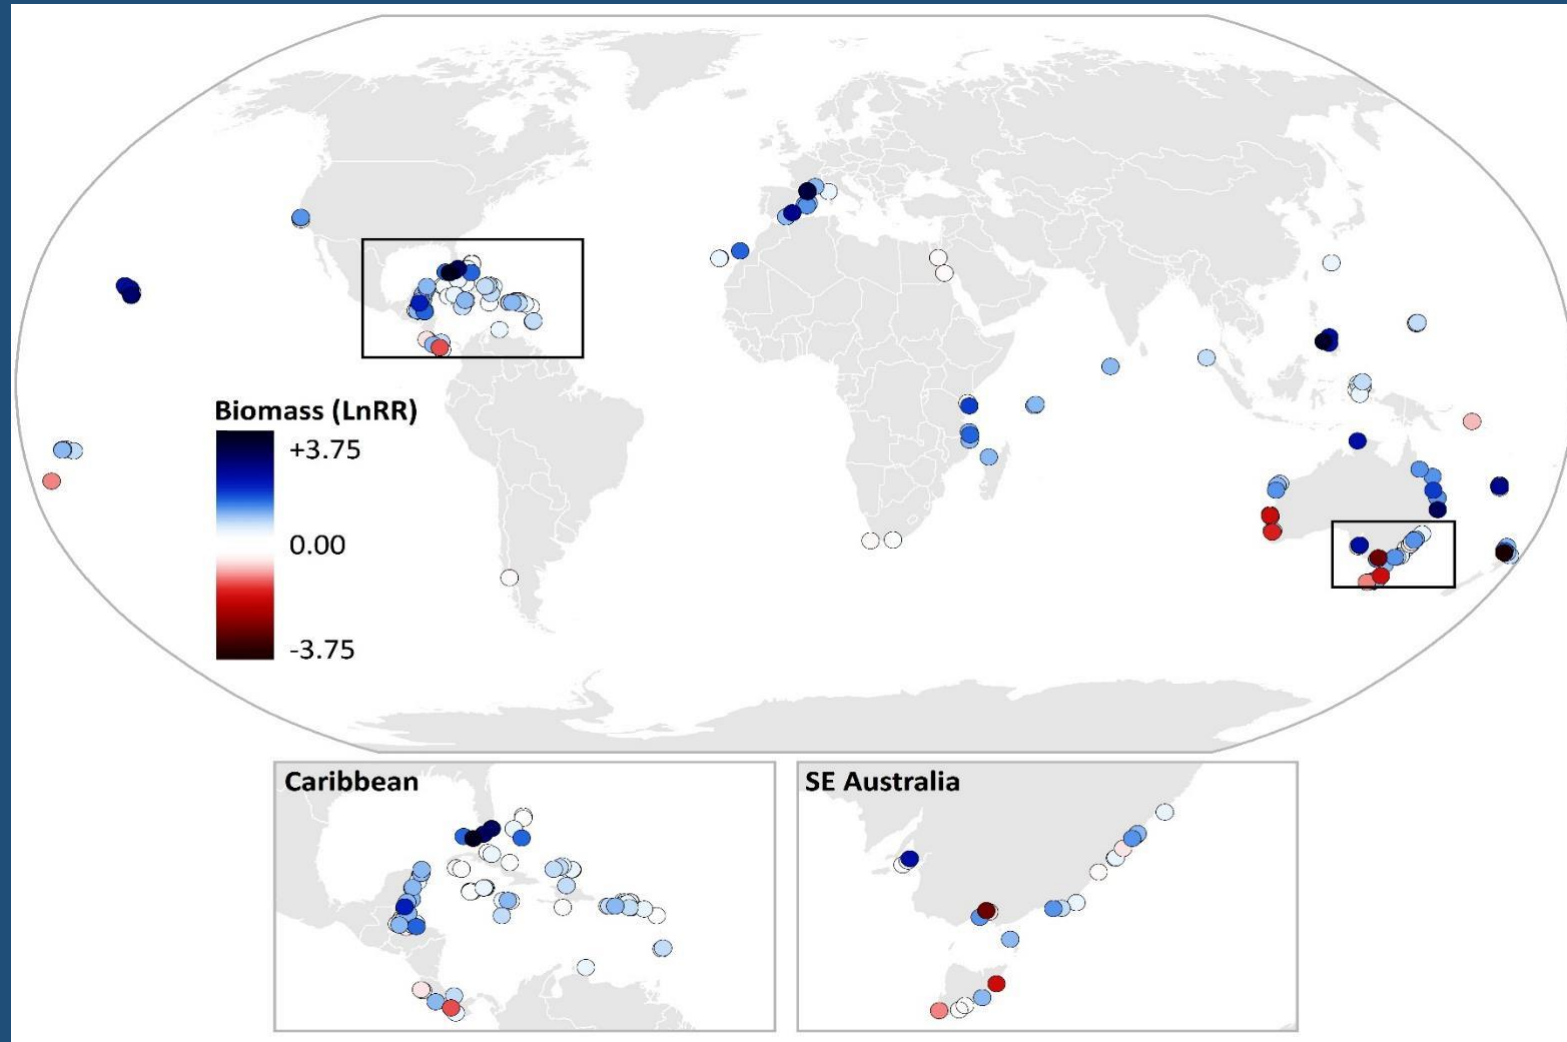 Biomass (LnRR)
+3.75
0.00
-3.75
Caribbean
SE Australia